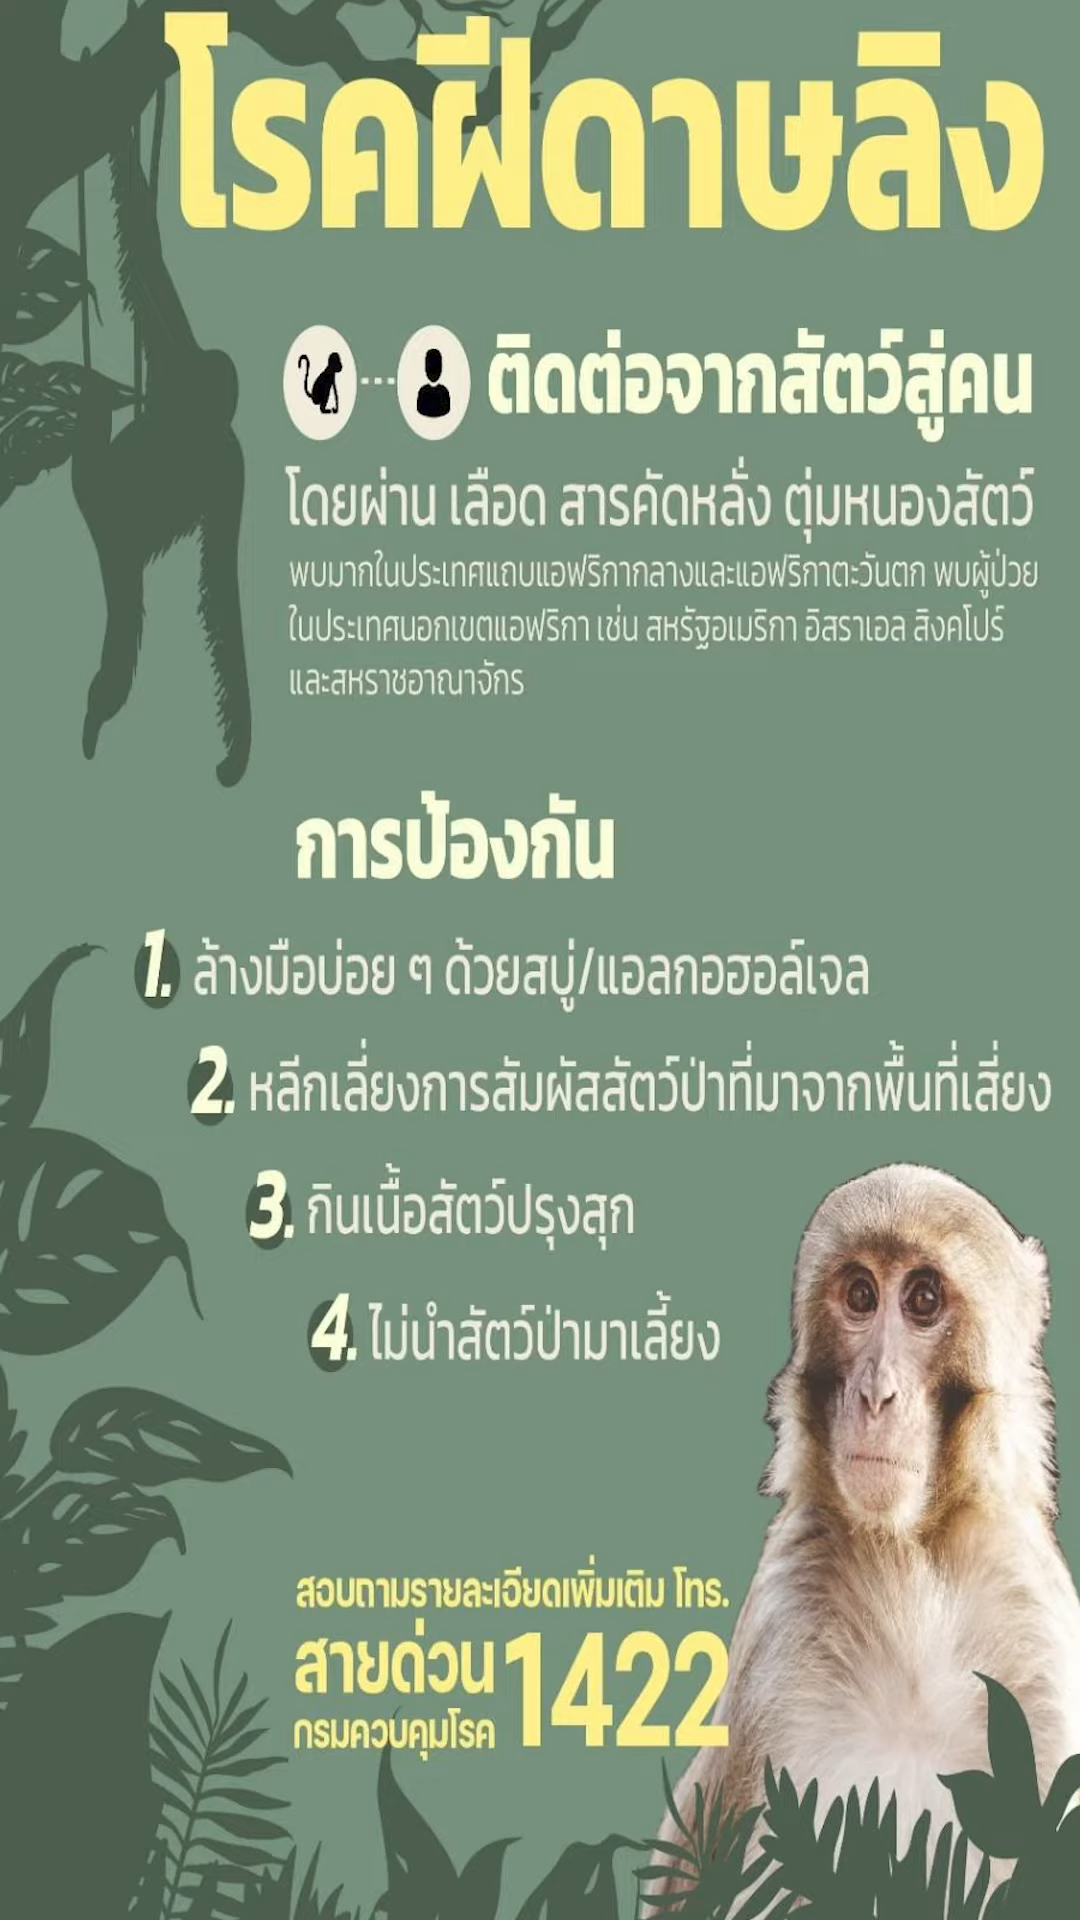 โรคฝีดาษลิง
ติดต่อจากสัตว์สู่คน
โดยผ่าน เลือด สารคัดหลั่ง ตุ่มหนองสัตว์
พบมากในประเทศแถบแอฟริกากลางและแอฟริกาตะวันตก พบผู้ป่วย
ในประเทศนอกเขตแอฟริกา เช่น สหรัฐอเมริกา อิสราเอล สิงคโปร์
และสหราชอาณาจักร
การป้องกัน
1. ล้างมือบ่อย ๆ ด้วยสบู่/แอลกอฮอล์เจล
2. หลีกเลี่ยงการสัมผัสสัตว์ป่าที่มาจากพื้นที่เสี่ยง
3. กินเนื้อสัตว์ปรุงสุก
4. ไม่นำสัตว์ป่ามาเลี้ยง
สอบถามรายละเอียดเพิ่มเติม โทร.
สายด่วน 1422
กรมควบคุมโรค